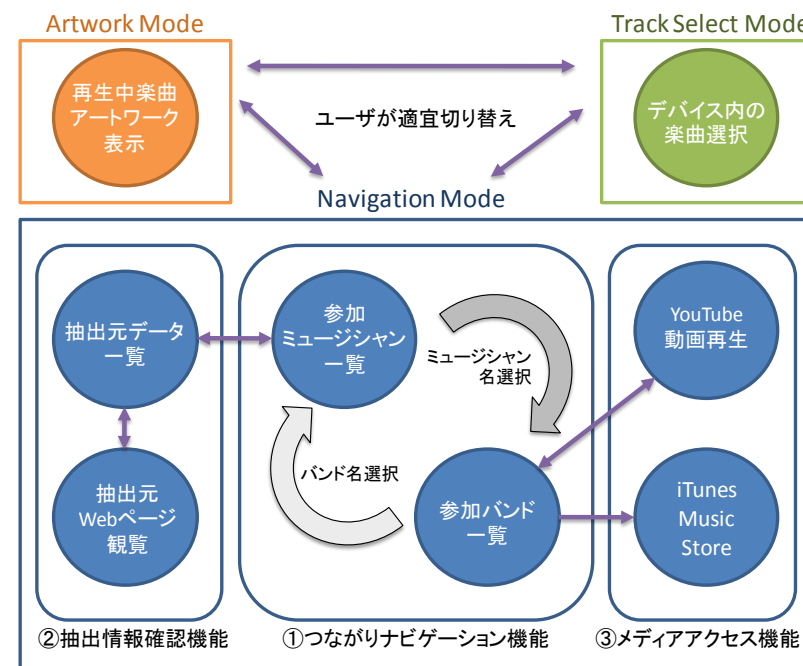 Artwork Mode
Track Select Mode
再生中楽曲
アートワーク
表示
ユーザが適宜切り替え
デバイス内の
楽曲選択
Navigation Mode
抽出元データ
一覧
参加
ミュージシャン
一覧
ミュージシャン
名選択
YouTube
動画再生
抽出元
Webページ
観覧
バンド名選択
参加バンド
一覧
iTunes
Music
Store
②抽出情報確認機能
①つながりナビゲーション機能
③メディアアクセス機能